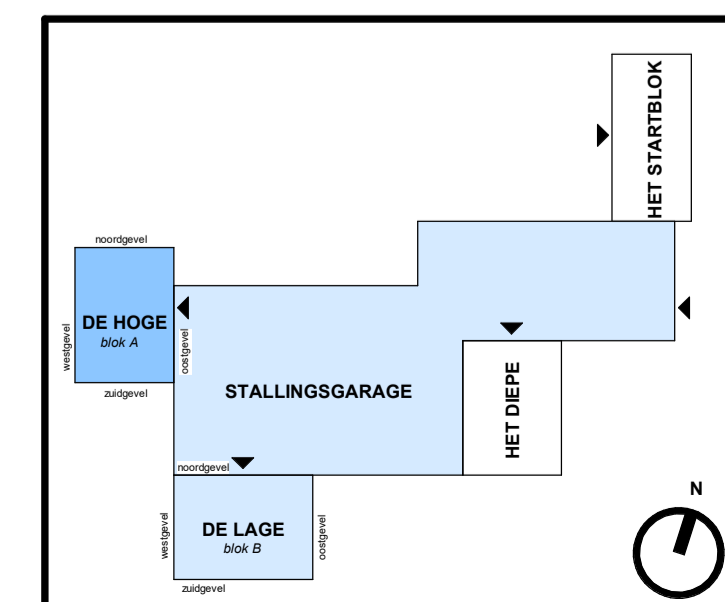 HET STARTBLOK
noordgevel
DE HOGE
blok A
westgevel
oostgevel
zuidgevel
STALLINGSGARAGE
HET DIEPE
noordgevel
DE LAGE
blok B
westgevel
oostgevel
zuidgevel
N